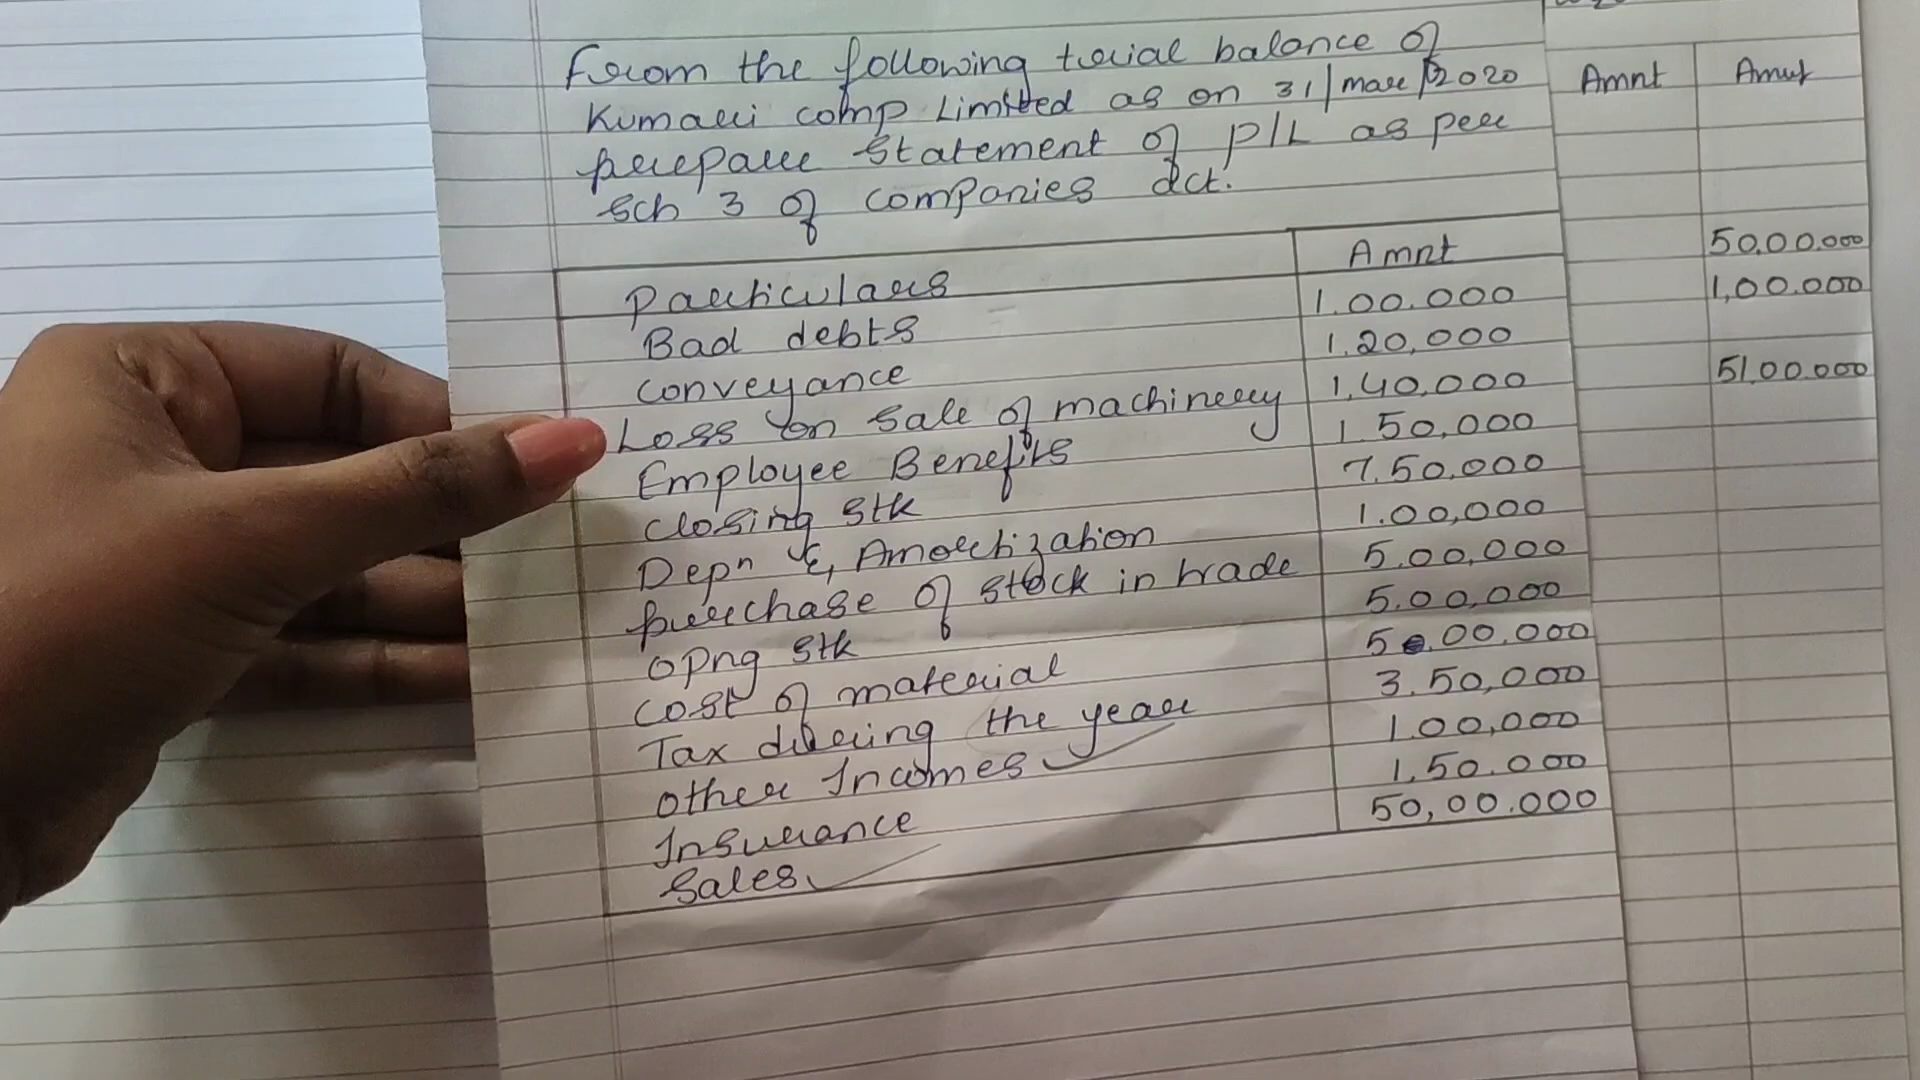 From the following trial balance of
Kumari comp Limited as on 31/mar/2020
prepare statement of P/L as per
Sch 3 of companies Act.
Particulars Amnt
Bad debts 1.00.000
conveyance 1.20,000
Loss on sale of machinery 1,40,000
Employee Benefits 1.50,000
closing stk 7.50.000
Depn & Amortization 1.00,000
purchase of stock in trade 5.00,000
opng stk 5.00,000
cost of material 5.00.000
Tax during the year 3.50,000
other Incomes 1.00,000
Insurance 1,50.000
Sales 50,00.000
Amnt Amnt
50,00.000
1,00.000
51,00.000